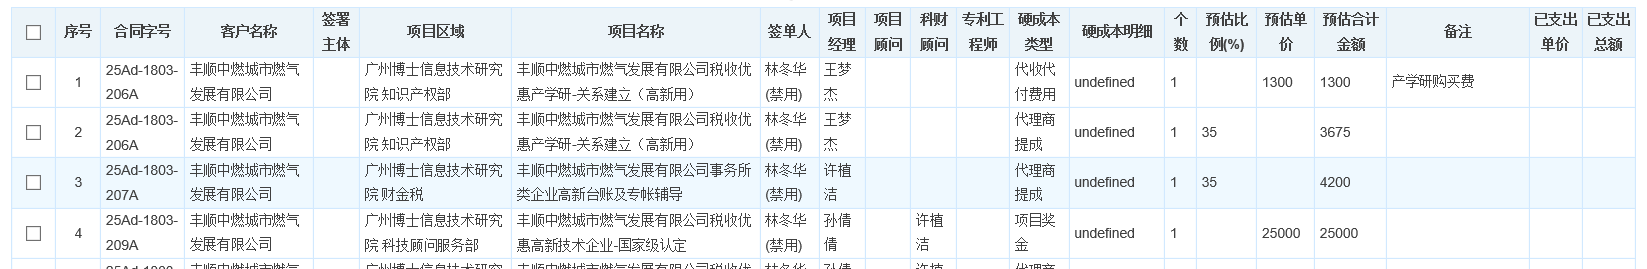 序号 合同字号 客户名称 签署主体 项目区域 项目名称 签单人 项目经理 项目顾问 科财顾问 专利工程师 硬成本类型 硬成本明细 个数 预估比例(%) 预估单价 预估合计金额 备注 已支出单价 已支出总额
1 25Ad-1803- 丰顺中燃城市燃气 广州博士信息技术研究 丰顺中燃城市燃气发展有限公司税收优 林冬华 王梦 代收代 undefined 1 1300 1300 产学研购买费
206A 发展有限公司 院 知识产权部 惠产学研-关系建立（高新用） (禁用) 杰 付费用
2 25Ad-1803- 丰顺中燃城市燃气 广州博士信息技术研究 丰顺中燃城市燃气发展有限公司税收优 林冬华 王梦 代理商 undefined 1 35 3675
206A 发展有限公司 院 知识产权部 惠产学研-关系建立（高新用） (禁用) 杰 提成
3 25Ad-1803- 丰顺中燃城市燃气 广州博士信息技术研究 丰顺中燃城市燃气发展有限公司事务所 林冬华 许植 代理商 undefined 1 35 4200
207A 发展有限公司 院 财金税 类企业高新台账及专帐辅导 (禁用) 洁 提成
4 25Ad-1803- 丰顺中燃城市燃气 广州博士信息技术研究 丰顺中燃城市燃气发展有限公司税收优 林冬华 孙倩 许植 项目奖 undefined 1 25000 25000
209A 发展有限公司 院 科技顾问服务部 惠高新技术企业-国家级认定 (禁用) 倩 洁 金